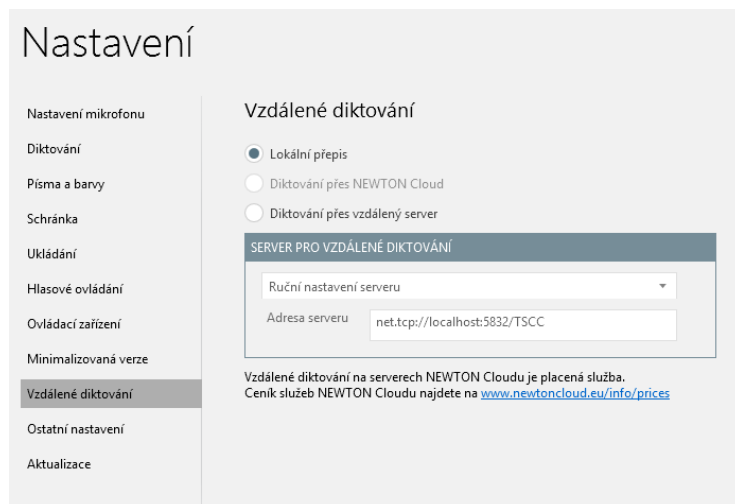 Nastavení
Nastavení mikrofonu
Diktování
Písma a barvy
Schránka
Ukládání
Hlasové ovládání
Ovládací zařízení
Minimalizovaná verze
Vzdálené diktování
Ostatní nastavení
Aktualizace
Vzdálené diktování
Lokální přepis
Diktování přes NEWTON Cloud
Diktování přes vzdálený server
SERVER PRO VZDÁLENÉ DIKTOVÁNÍ
Ruční nastavení serveru
Adresa serveru net.tcp://localhost:5832/TSCC
Vzdálené diktování na serverech NEWTON Cloudu je placená služba.
Ceník služeb NEWTON Cloudu najdete na www.newtoncloud.eu/info/prices